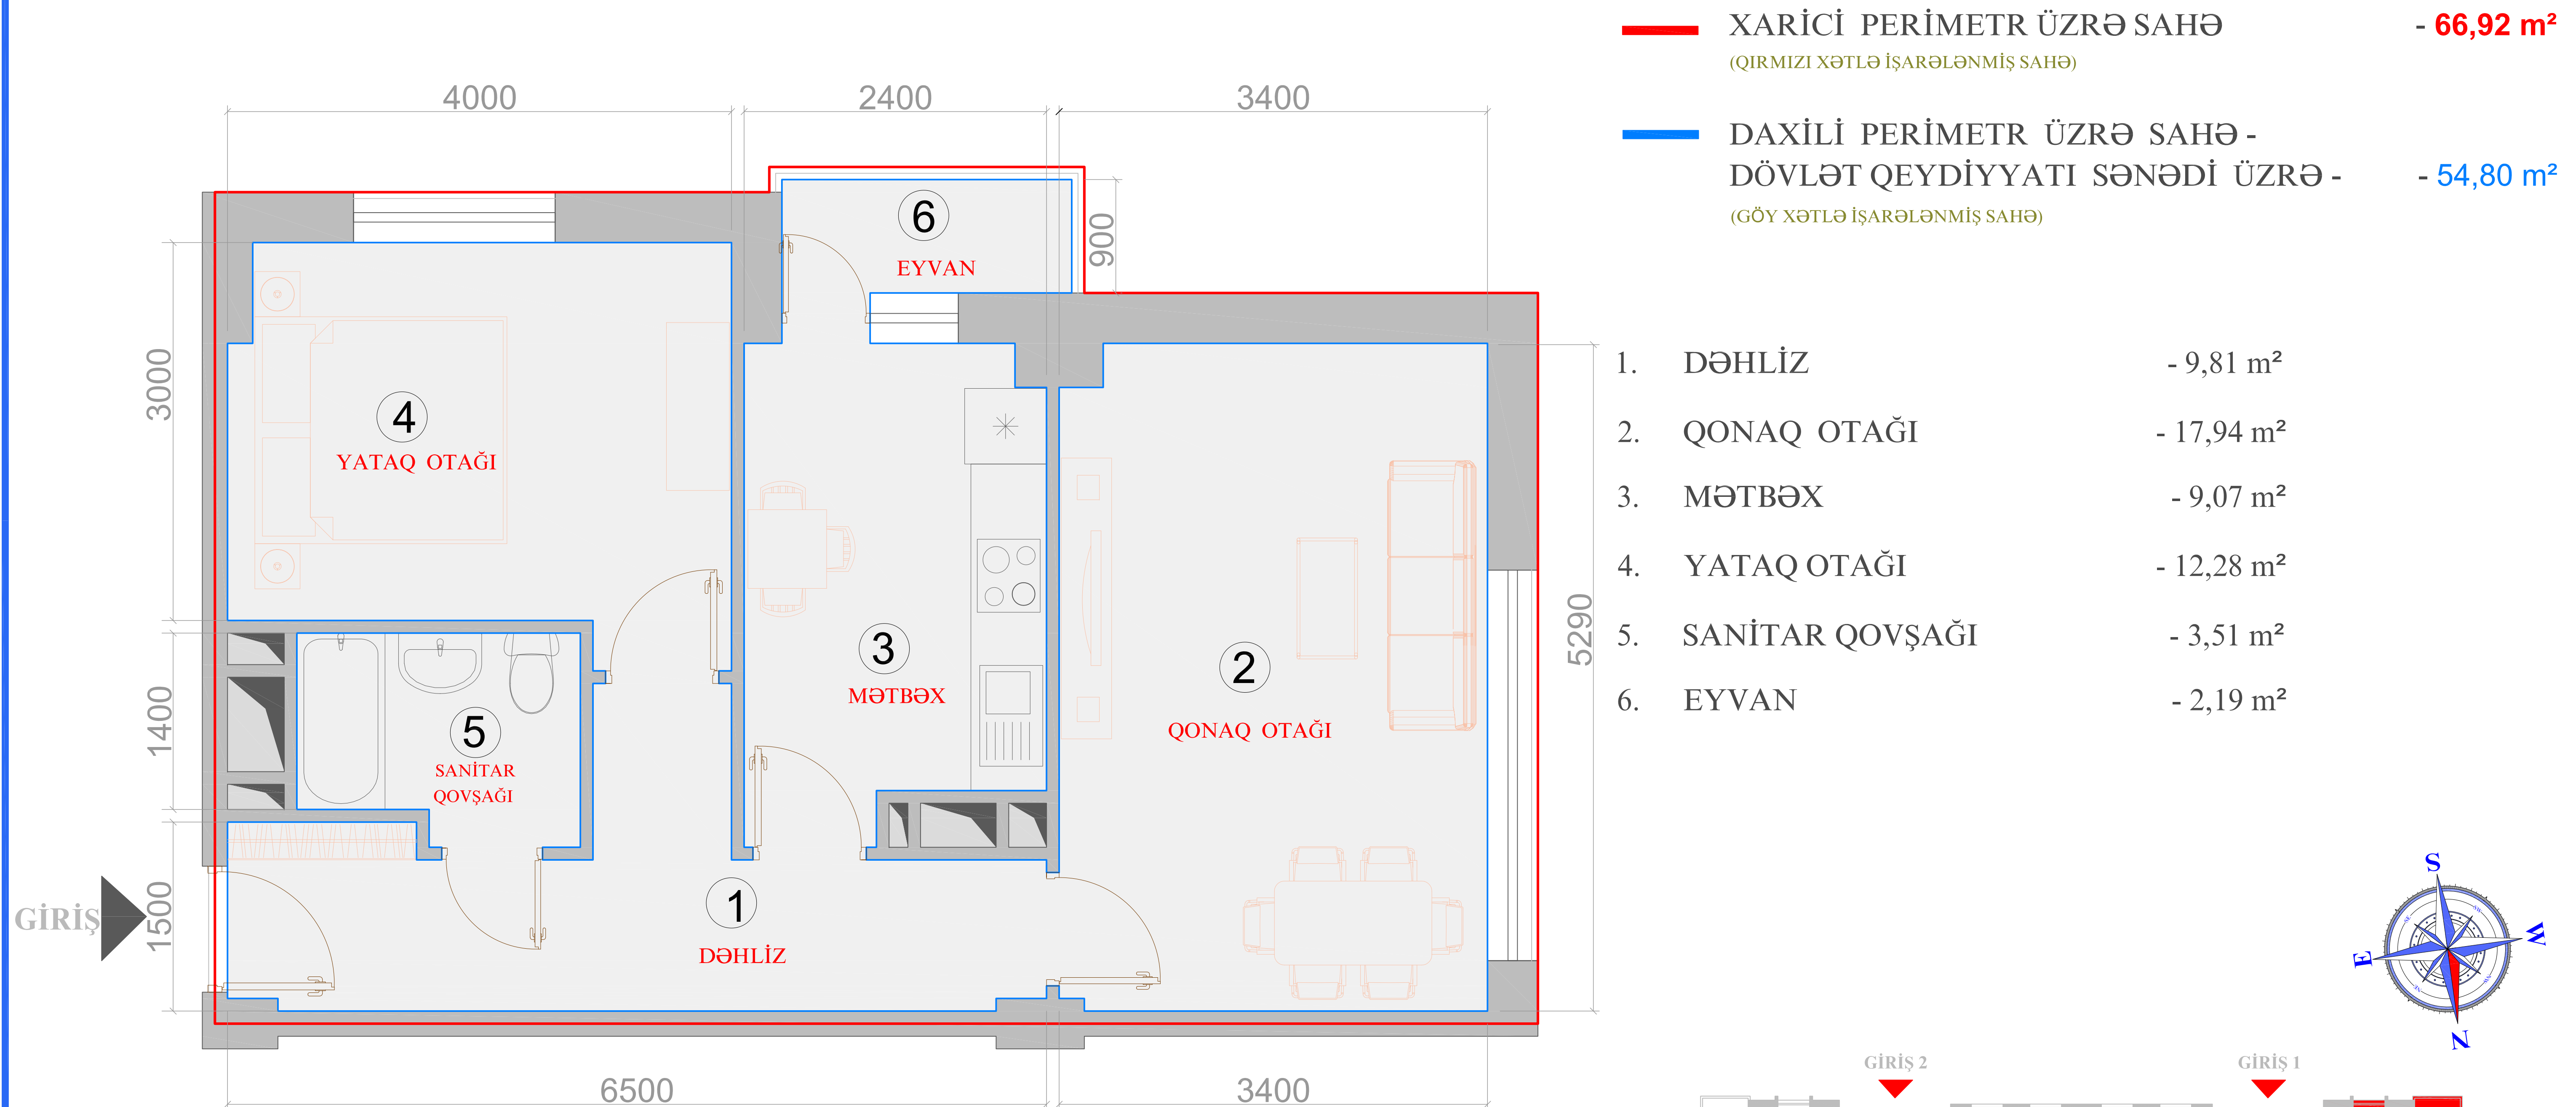 XARİCİ PERİMETR ÜZRƏ SAHƏ - 66,92 m²
(QIRMIZI XƏTLƏ İŞARƏLƏNMİŞ SAHƏ)
DAXİLİ PERİMETR ÜZRƏ SAHƏ -
DÖVLƏT QEYDİYYATI SƏNƏDİ ÜZRƏ - - 54,80 m²
(GÖY XƏTLƏ İŞARƏLƏNMİŞ SAHƏ)
4000
2400
3400
6
EYVAN
900
3000
4
YATAQ OTAĞI
1400
5
SANİTAR
QOVŞAĞI
3
MƏTBƏX
2
QONAQ OTAĞI
5290
GİRİŞ
1500
1
DƏHLİZ
6500
3400
1. DƏHLİZ - 9,81 m²
2. QONAQ OTAĞI - 17,94 m²
3. MƏTBƏX - 9,07 m²
4. YATAQ OTAĞI - 12,28 m²
5. SANİTAR QOVŞAĞI - 3,51 m²
6. EYVAN - 2,19 m²
S
W
E
N
GİRİŞ 2
GİRİŞ 1